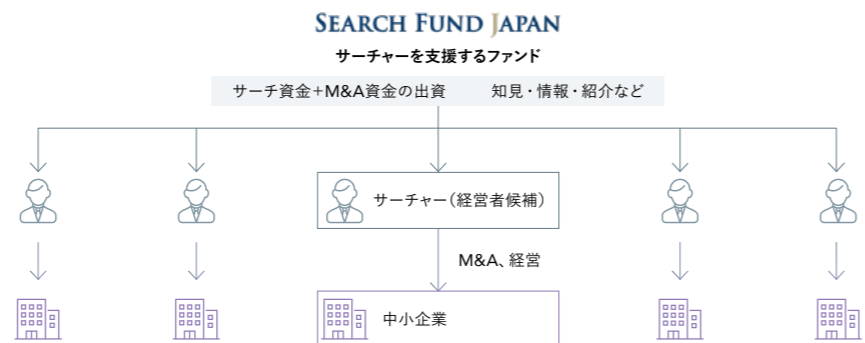 SEARCH FUND JAPAN
サーチャーを支援するファンド
サーチ資金＋M&A資金の出資　知見・情報・紹介など
サーチャー（経営者候補）
M&A、経営
中小企業